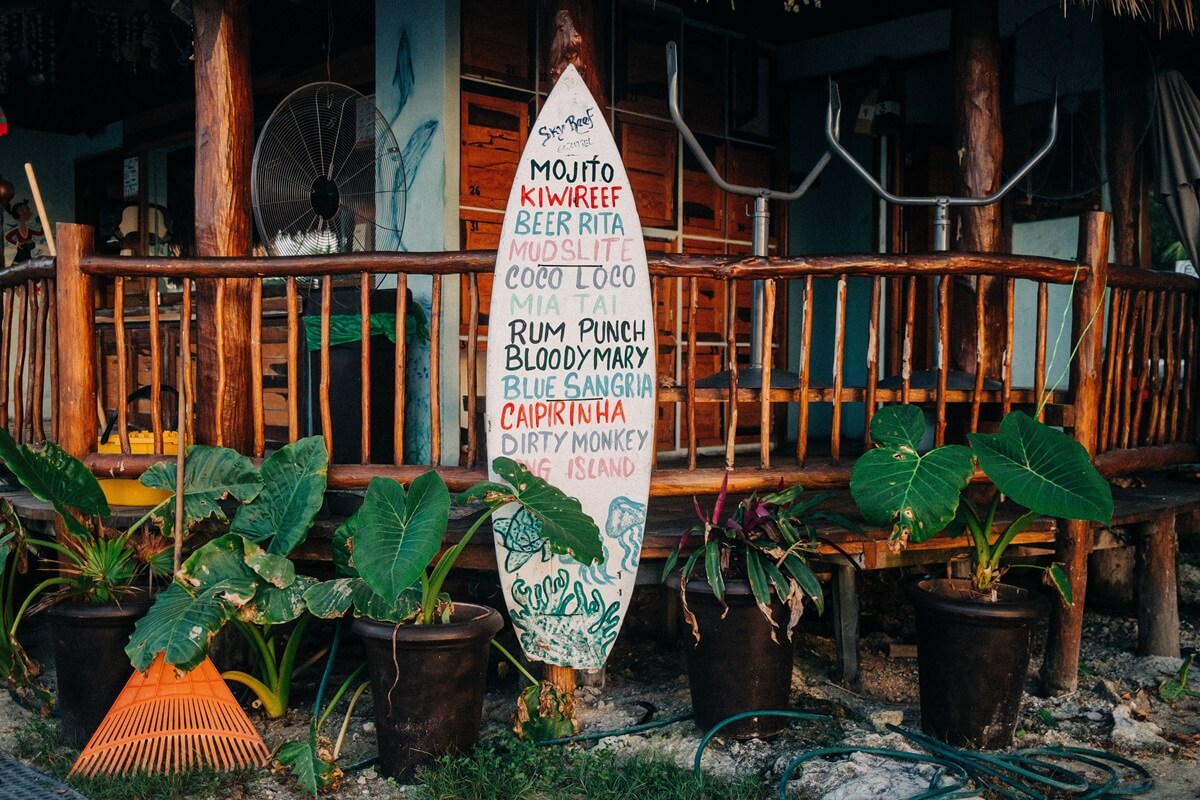 Sky Reef
MOJITO
KIWIREEF
BEER RITA
MUDSLITE
COCO LOCO
MIA TAI
RUM PUNCH
BLOODYMARY
BLUE SANGRIA
CAIPIRINHA
DIRTY MONKEY
ISLAND
26